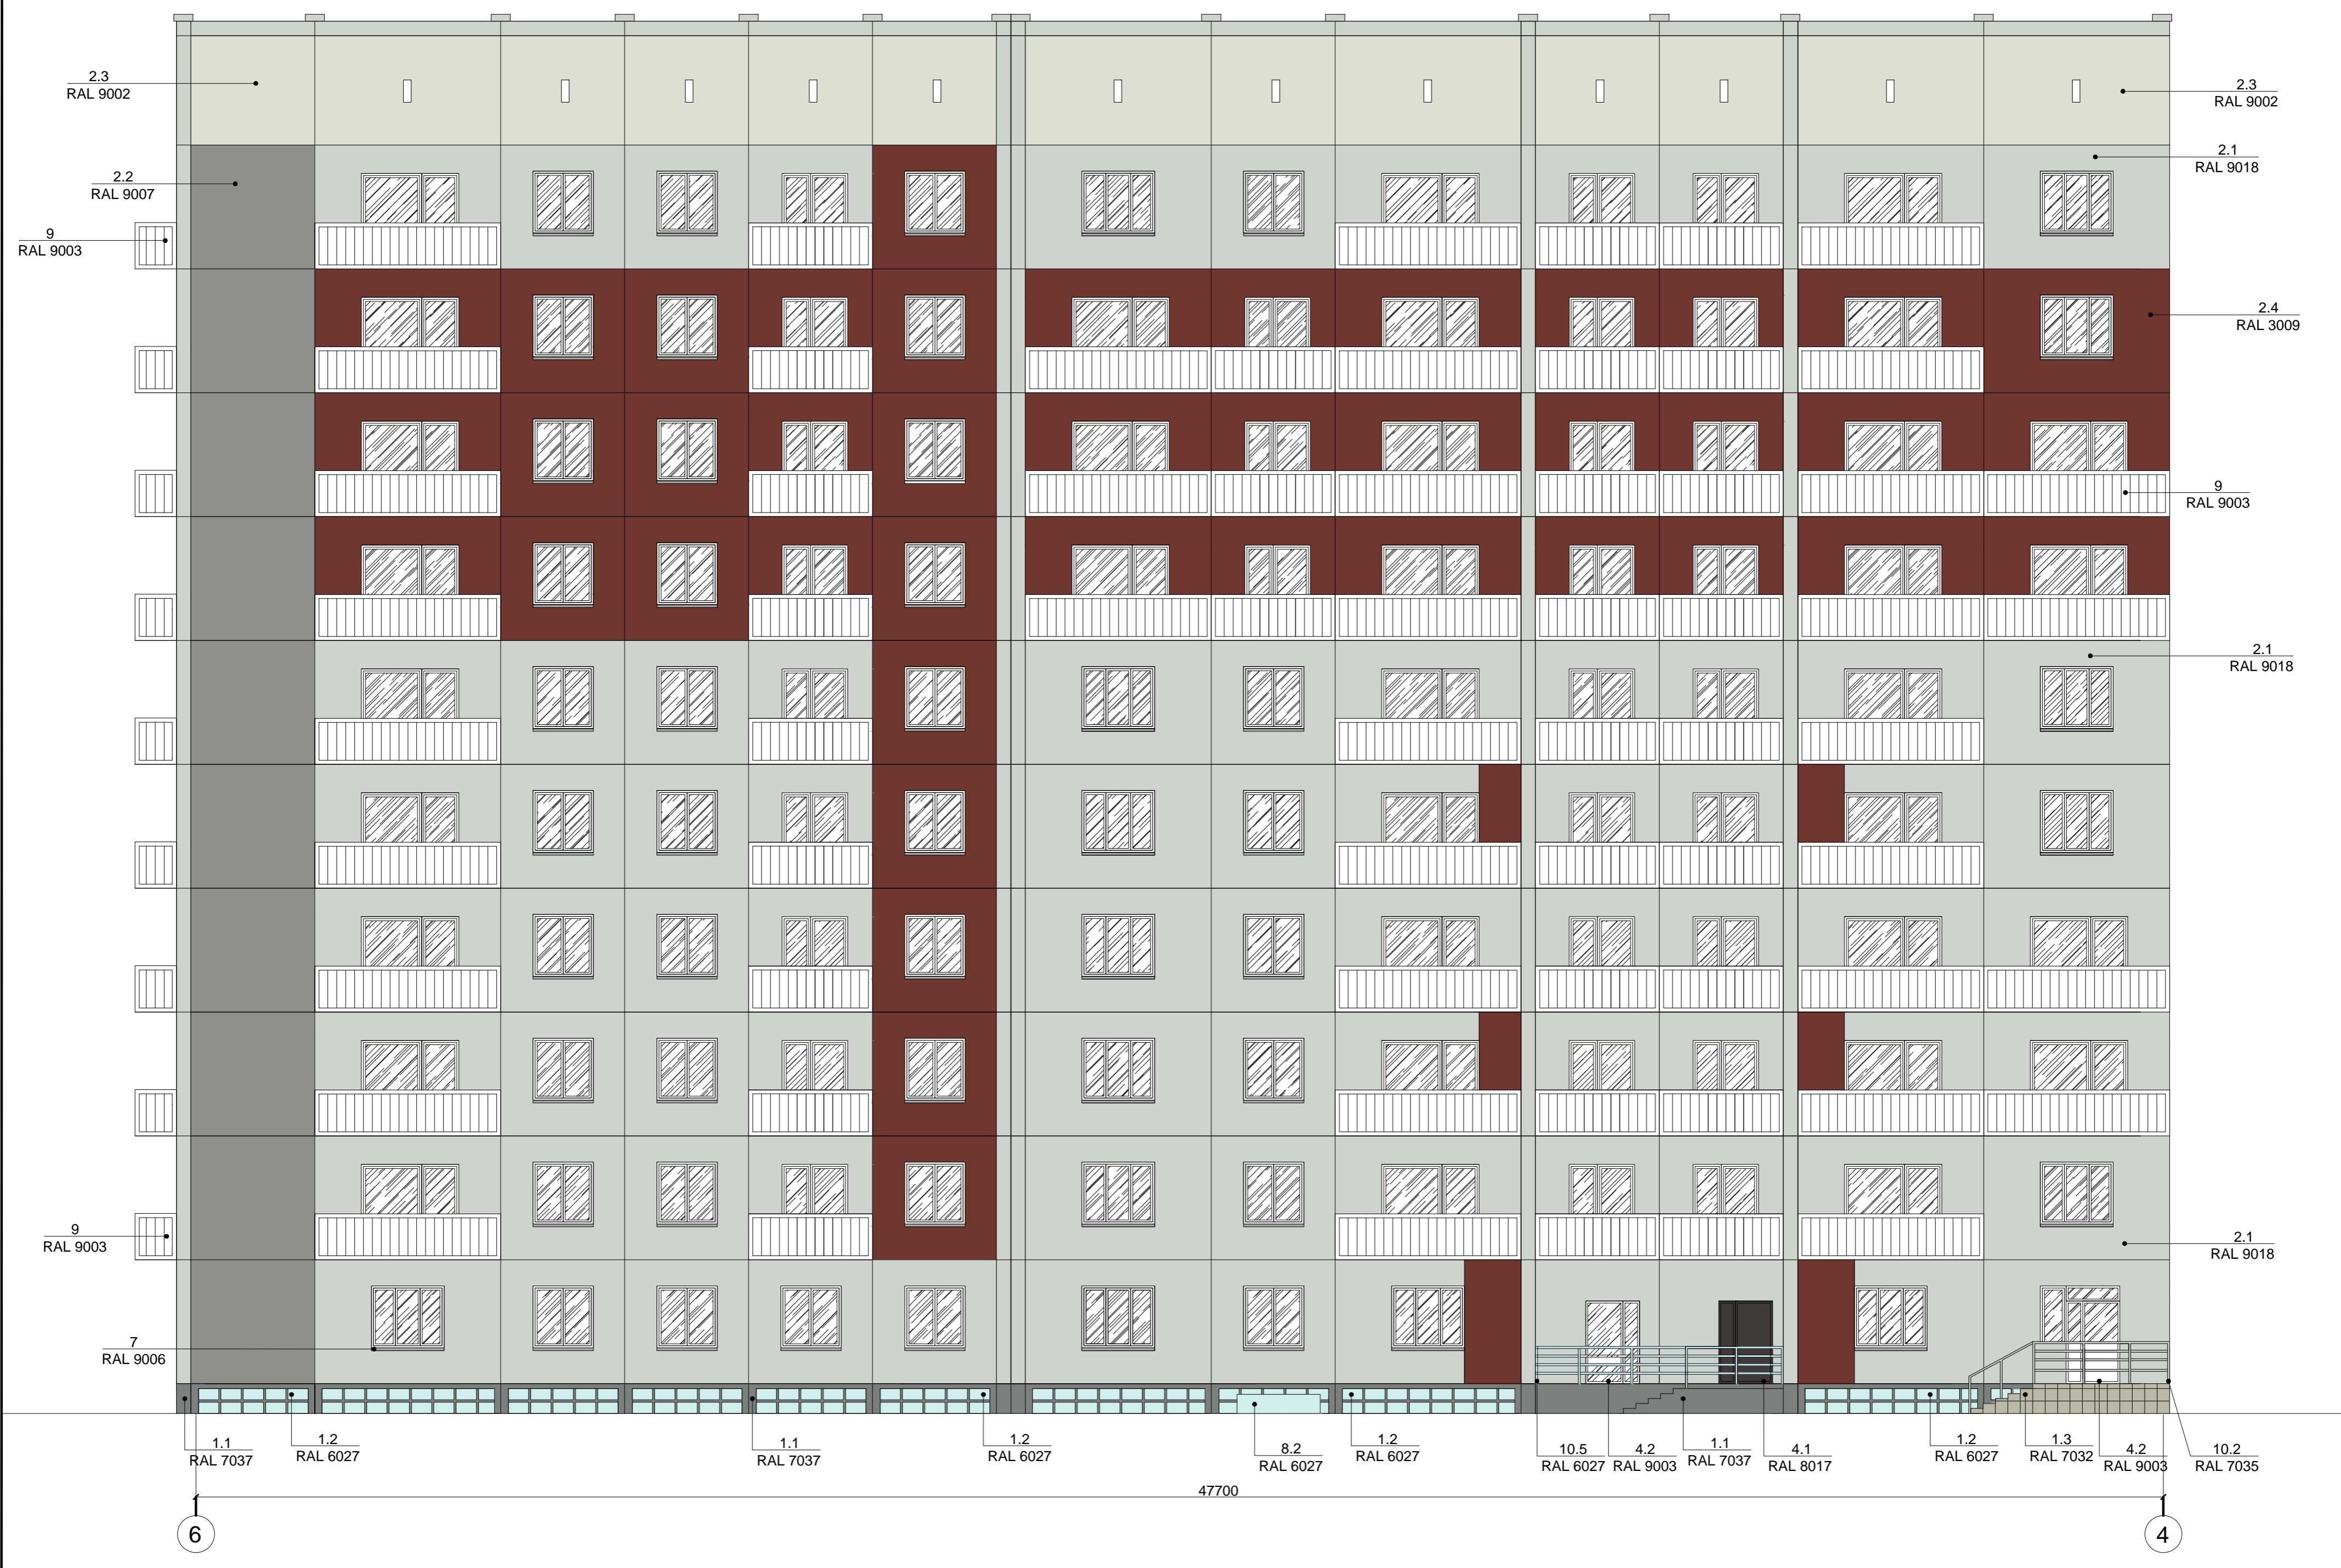 2.3
RAL 9002
2.3
RAL 9002
2.1
RAL 9018
2.2
RAL 9007
9
RAL 9003
2.4
RAL 3009
9
RAL 9003
2.1
RAL 9018
9
RAL 9003
2.1
RAL 9018
7
RAL 9006
1.1
RAL 7037
1.2
RAL 6027
1.1
RAL 7037
1.2
RAL 6027
8.2
RAL 6027
1.2
RAL 6027
10.5
RAL 6027
4.2
RAL 9003
1.1
RAL 7037
4.1
RAL 8017
1.2
RAL 6027
1.3
RAL 7032
4.2
RAL 9003
10.2
RAL 7035
47700
6
4